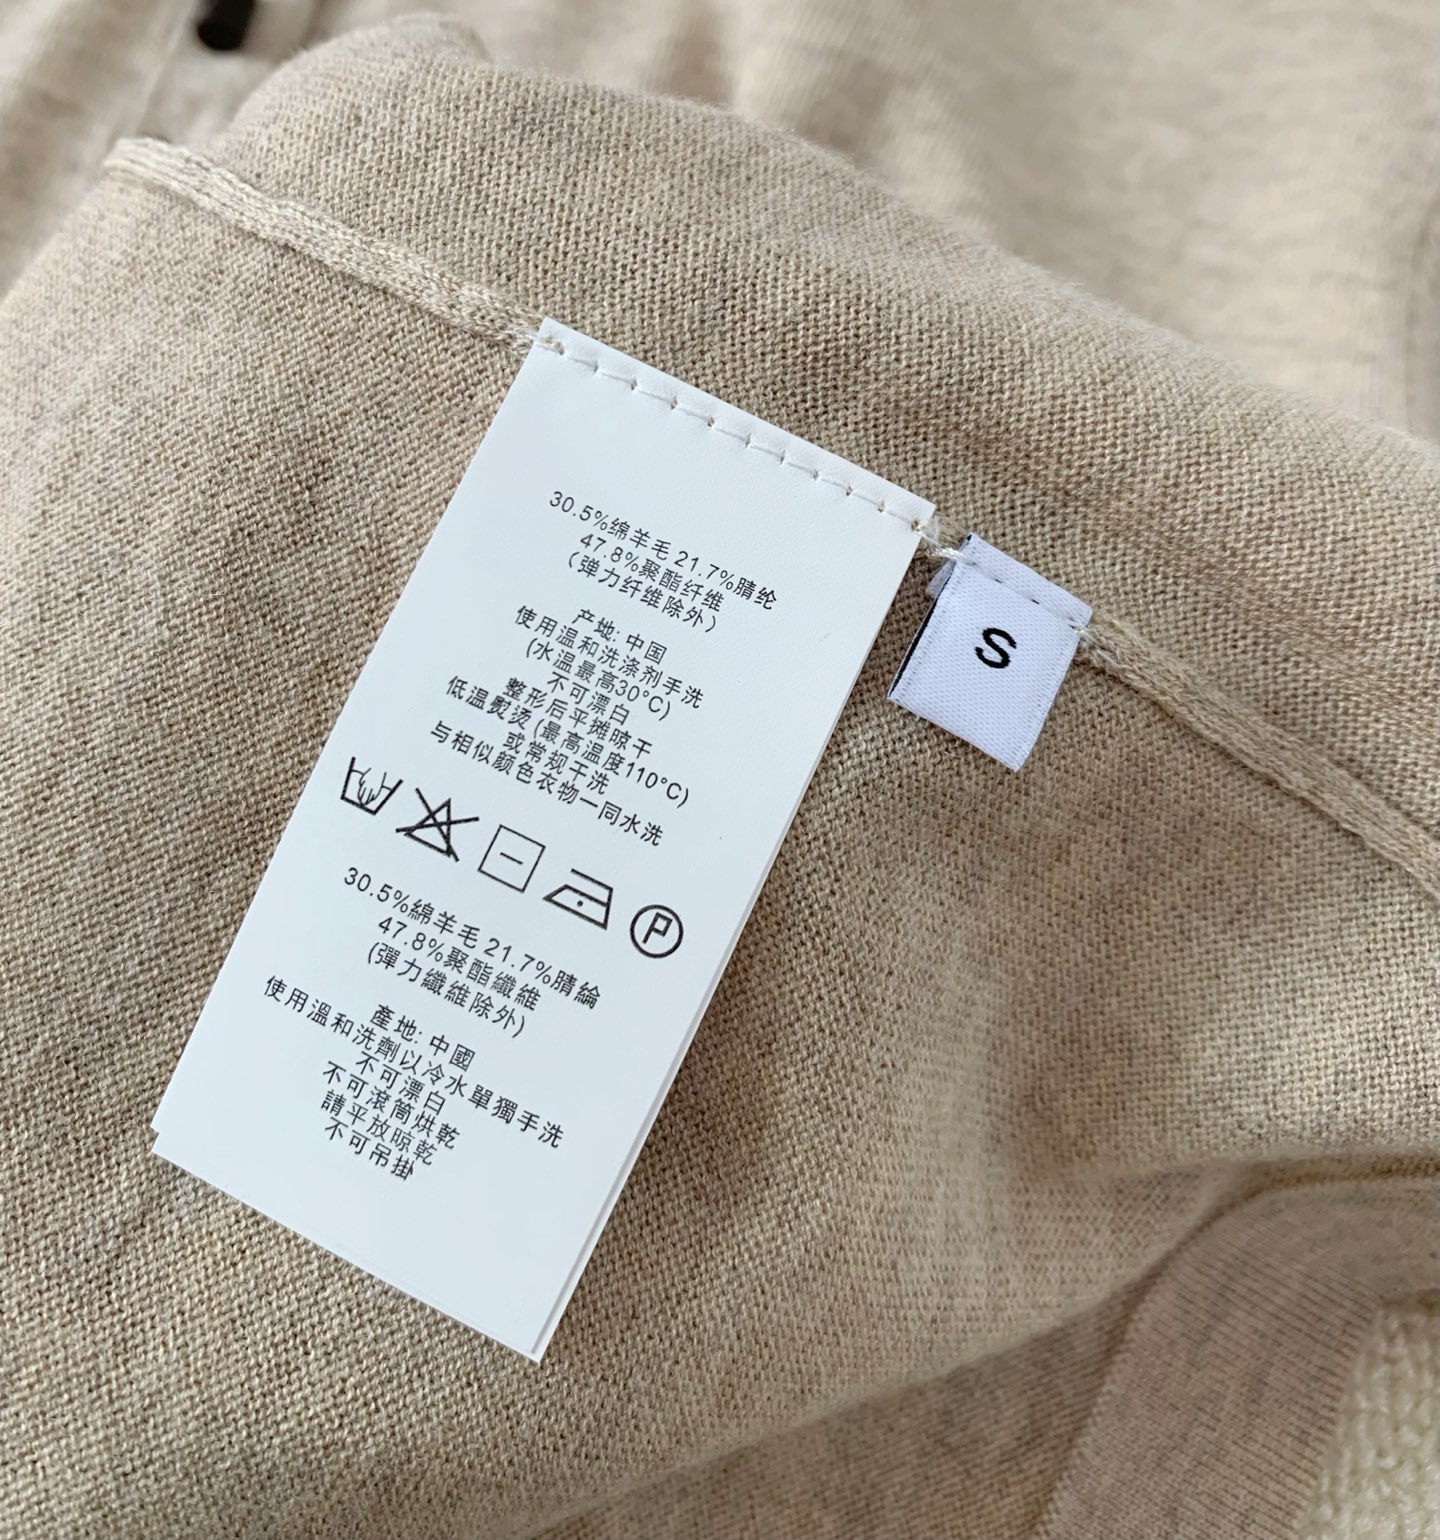 30.5%绵羊毛 21.7%腈纶
47.8%聚酯纤维
(弹力纤维除外)
产地: 中国
使用温和洗涤剂手洗
(水温最高30°C)
不可漂白
整形后平摊晾干
低温熨烫 (最高温度110°C)
或常规干洗
与相似颜色衣物一同水洗
P
30.5%綿羊毛 21.7%腈綸
47.8%聚酯纖維
(彈力纖維除外)
產地: 中國
使用溫和洗劑以冷水單獨手洗
不可漂白
不可滾筒烘乾
請平放晾乾
不可吊掛
S